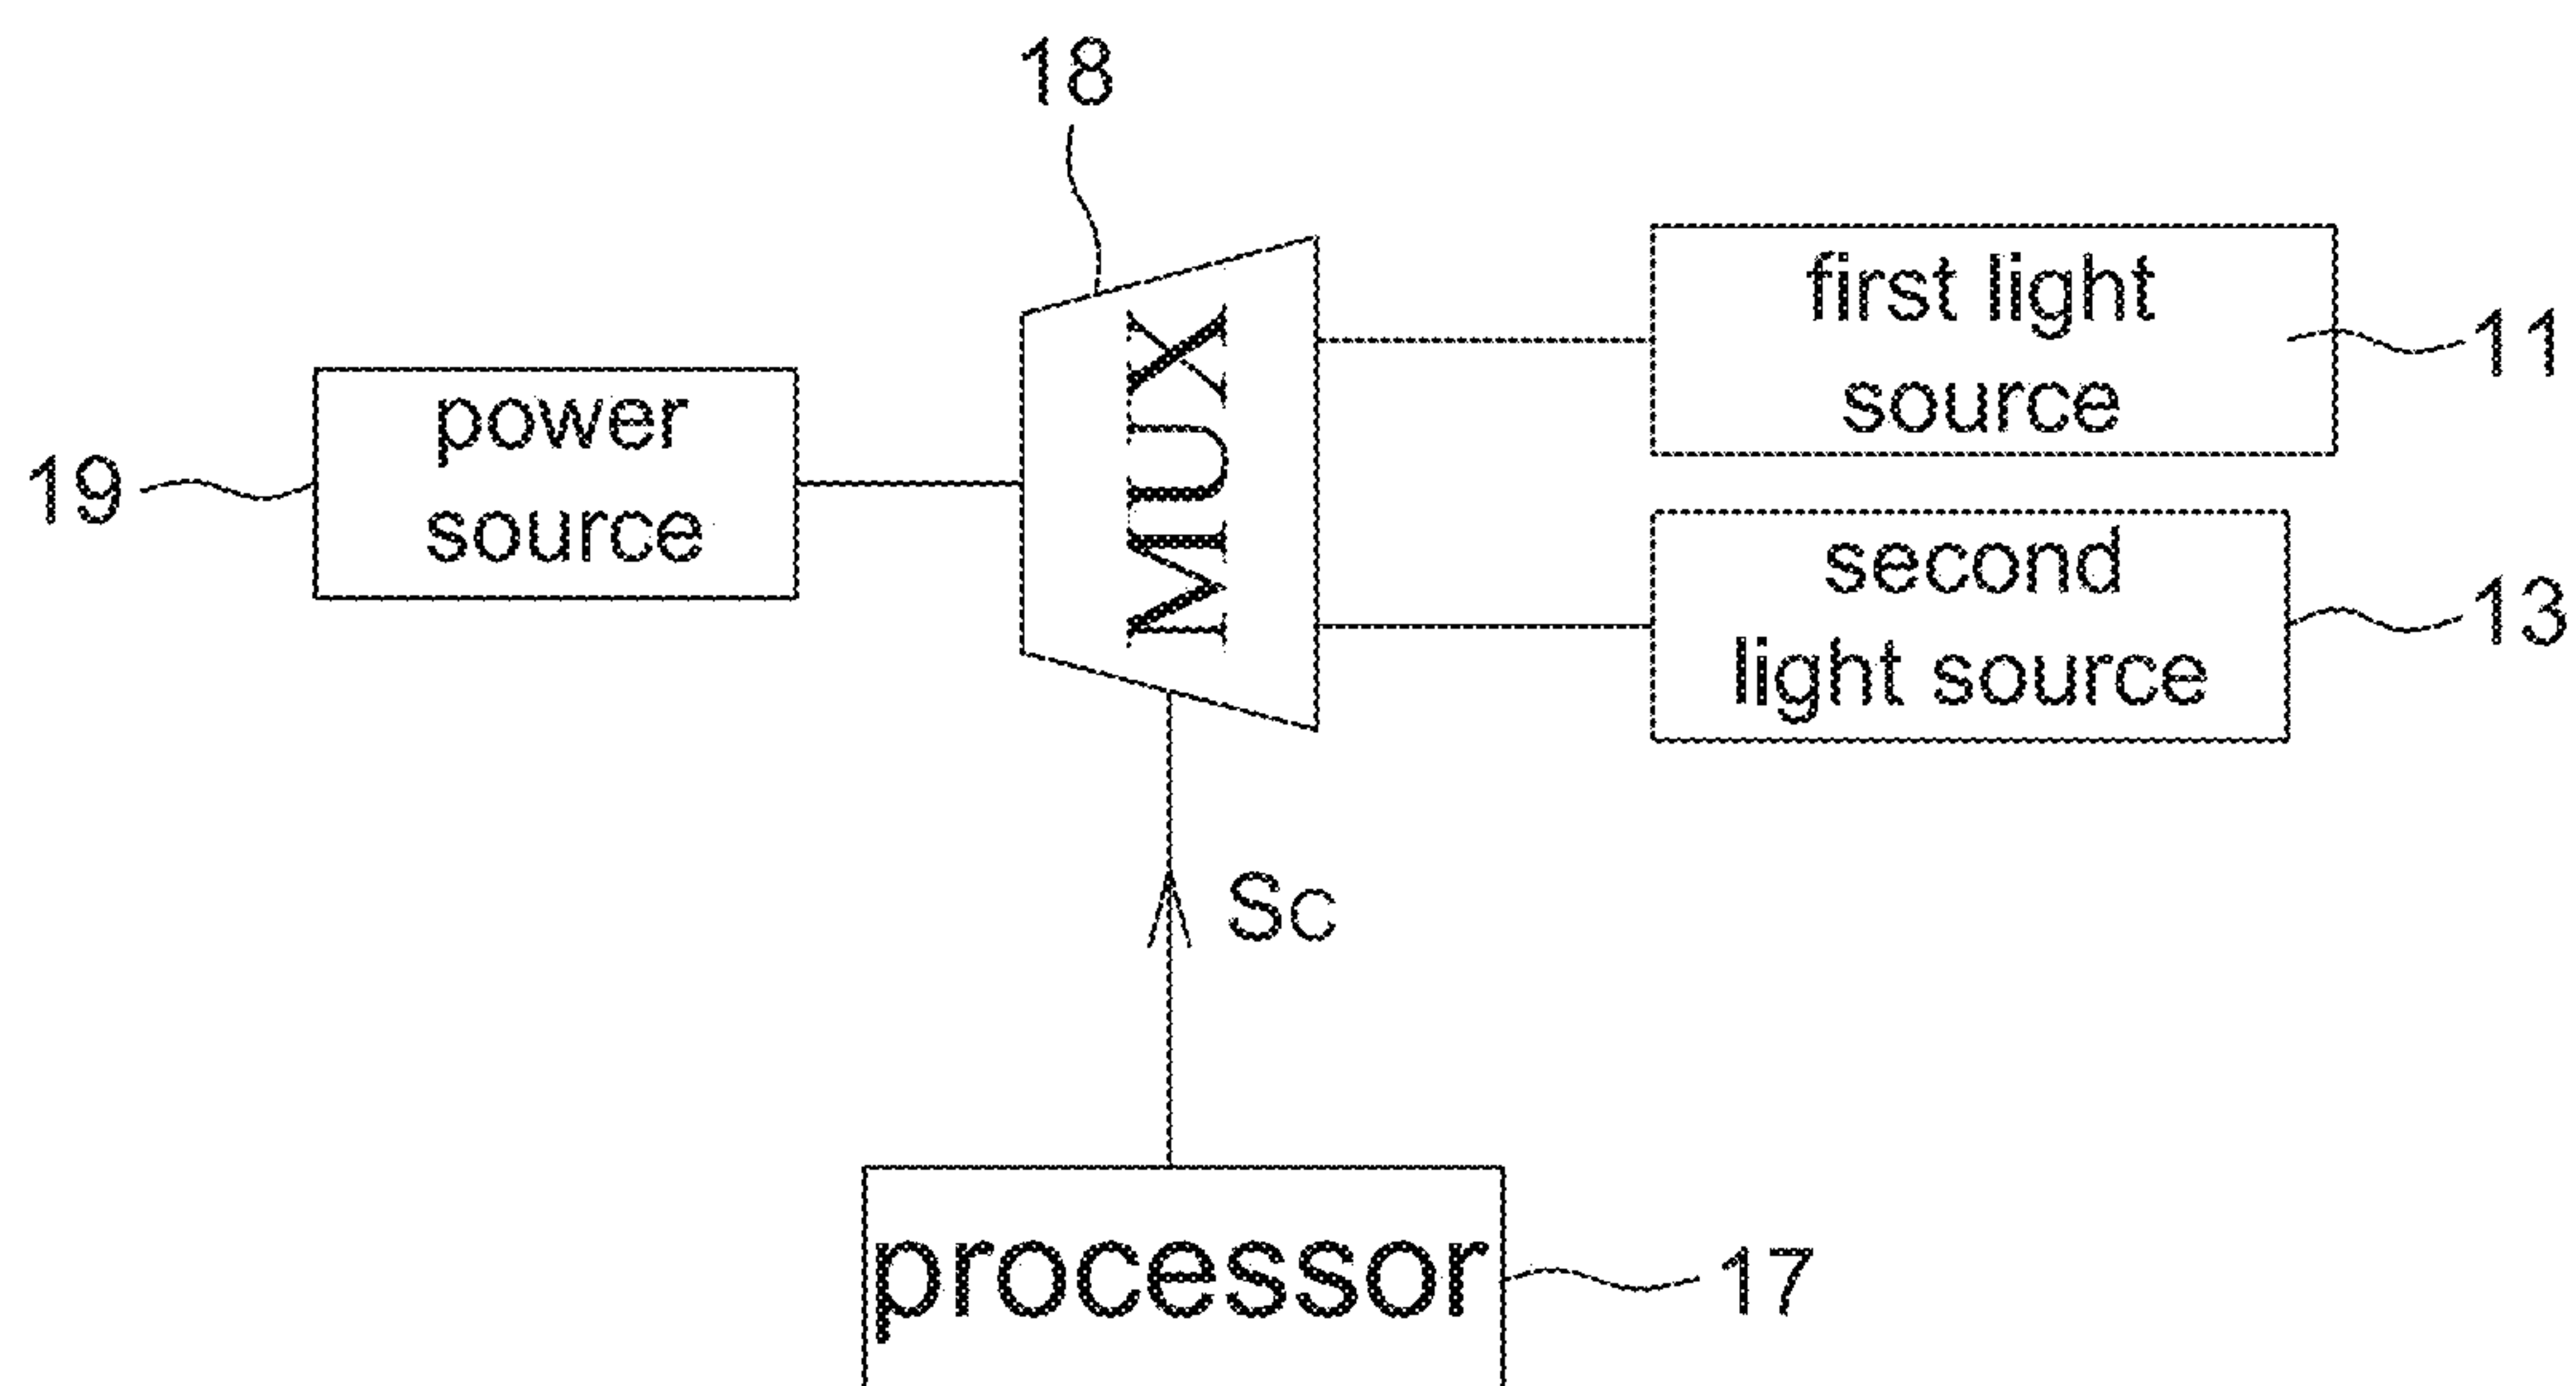 18
first light
source
11
power
source
19
MUX
second
light source
13
Sc
processor
17